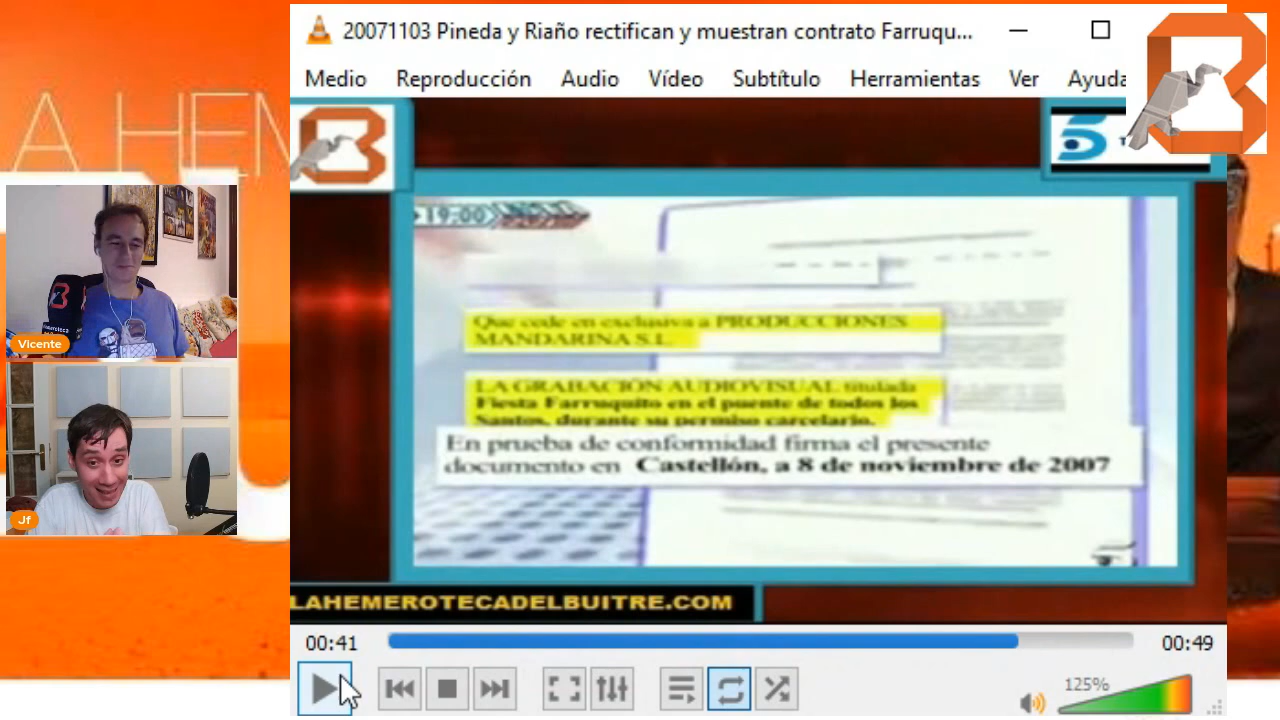 20071103 Pineda y Riaño rectifican y muestran contrato Farruqu...
Medio Reproducción Audio Vídeo Subtítulo Herramientas Ver Ayuda
A HEM
5
19:00
Que cede en exclusiva a PRODUCCIONES
MANDARINA S.L.
LA GRABACION AUDIOVISUAL titulada
Fiesta Farruquito en el puente de todos los
Santos, durante su permiso carcelario.
En prueba de conformidad firma el presente
documento en Castellón, a 8 de noviembre de 2007
Vicente
Jf
LAHEMEROTECADELBUITRE.COM
00:41
00:49
125%